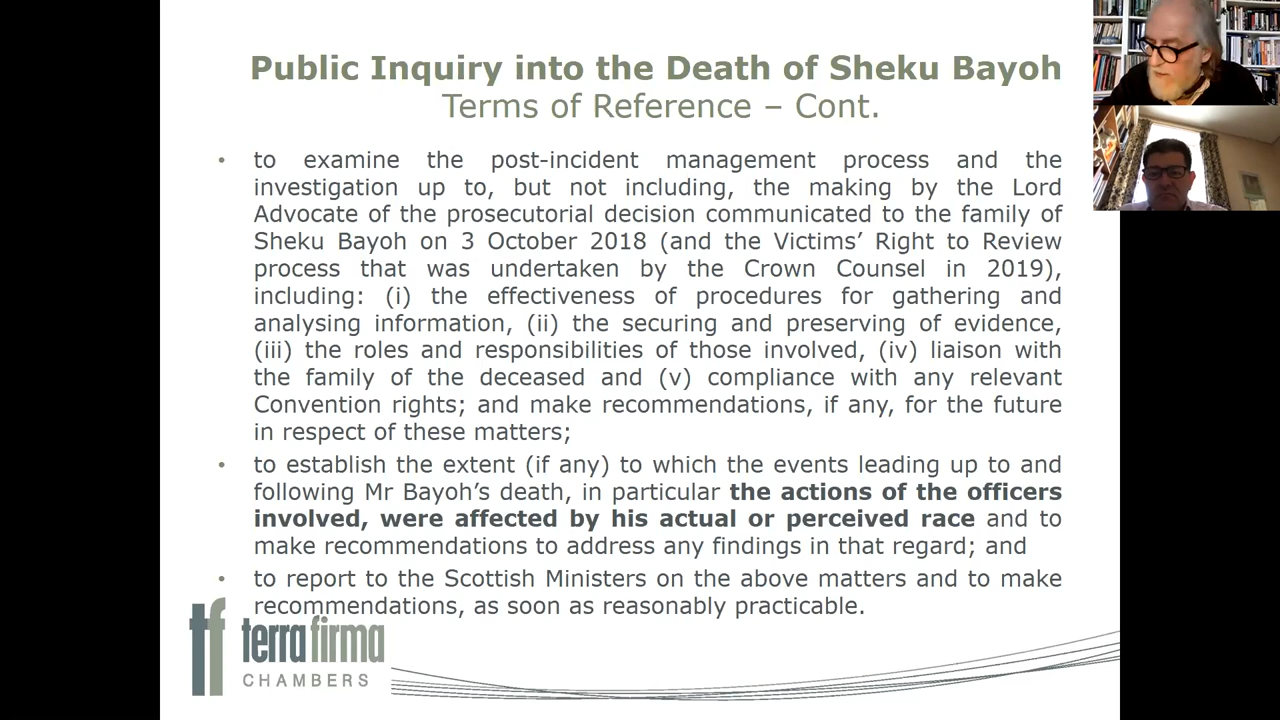 Public Inquiry into the Death of Sheku Bayoh
Terms of Reference – Cont.
• to examine the post-incident management process and the
investigation up to, but not including, the making by the Lord
Advocate of the prosecutorial decision communicated to the family of
Sheku Bayoh on 3 October 2018 (and the Victims’ Right to Review
process that was undertaken by the Crown Counsel in 2019),
including: (i) the effectiveness of procedures for gathering and
analysing information, (ii) the securing and preserving of evidence,
(iii) the roles and responsibilities of those involved, (iv) liaison with
the family of the deceased and (v) compliance with any relevant
Convention rights; and make recommendations, if any, for the future
in respect of these matters;
• to establish the extent (if any) to which the events leading up to and
following Mr Bayoh’s death, in particular the actions of the officers
involved, were affected by his actual or perceived race and to
make recommendations to address any findings in that regard; and
• to report to the Scottish Ministers on the above matters and to make
recommendations, as soon as reasonably practicable.
tf terra firma
CHAMBERS